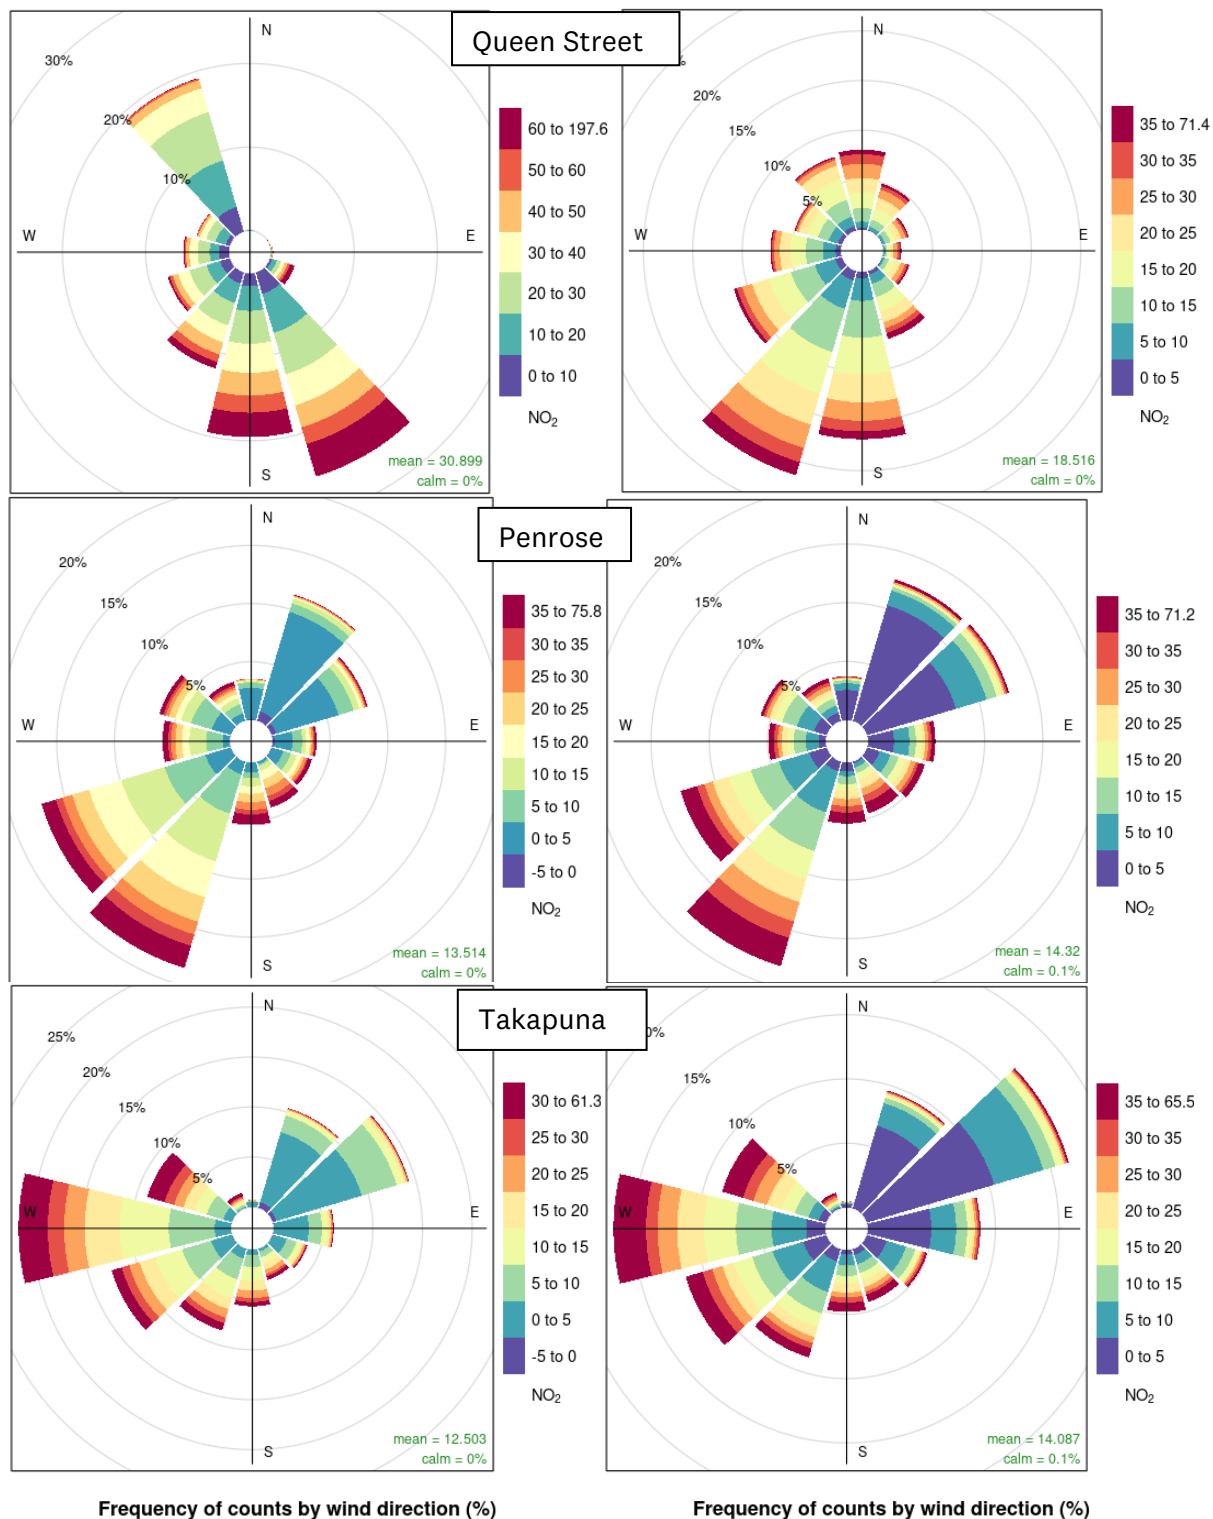 Queen Street
N
30%
20%
10%
W
E
S
mean = 30.899
calm = 0%
60 to 197.6
50 to 60
40 to 50
30 to 40
20 to 30
10 to 20
0 to 10
NO₂
N
%
20%
15%
10%
5%
W
E
S
mean = 18.516
calm = 0%
35 to 71.4
30 to 35
25 to 30
20 to 25
15 to 20
10 to 15
5 to 10
0 to 5
NO₂
Penrose
N
20%
15%
10%
5%
W
E
S
mean = 13.514
calm = 0%
35 to 75.8
30 to 35
25 to 30
20 to 25
15 to 20
10 to 15
5 to 10
0 to 5
-5 to 0
NO₂
N
20%
15%
10%
5%
W
E
S
mean = 14.32
calm = 0.1%
35 to 71.2
30 to 35
25 to 30
20 to 25
15 to 20
10 to 15
5 to 10
0 to 5
NO₂
Takapuna
N
25%
20%
15%
10%
5%
W
E
S
mean = 12.503
calm = 0%
30 to 61.3
25 to 30
20 to 25
15 to 20
10 to 15
5 to 10
0 to 5
-5 to 0
NO₂
N
0%
15%
10%
5%
W
E
S
mean = 14.087
calm = 0.1%
35 to 65.5
30 to 35
25 to 30
20 to 25
15 to 20
10 to 15
5 to 10
0 to 5
NO₂
Frequency of counts by wind direction (%)
Frequency of counts by wind direction (%)